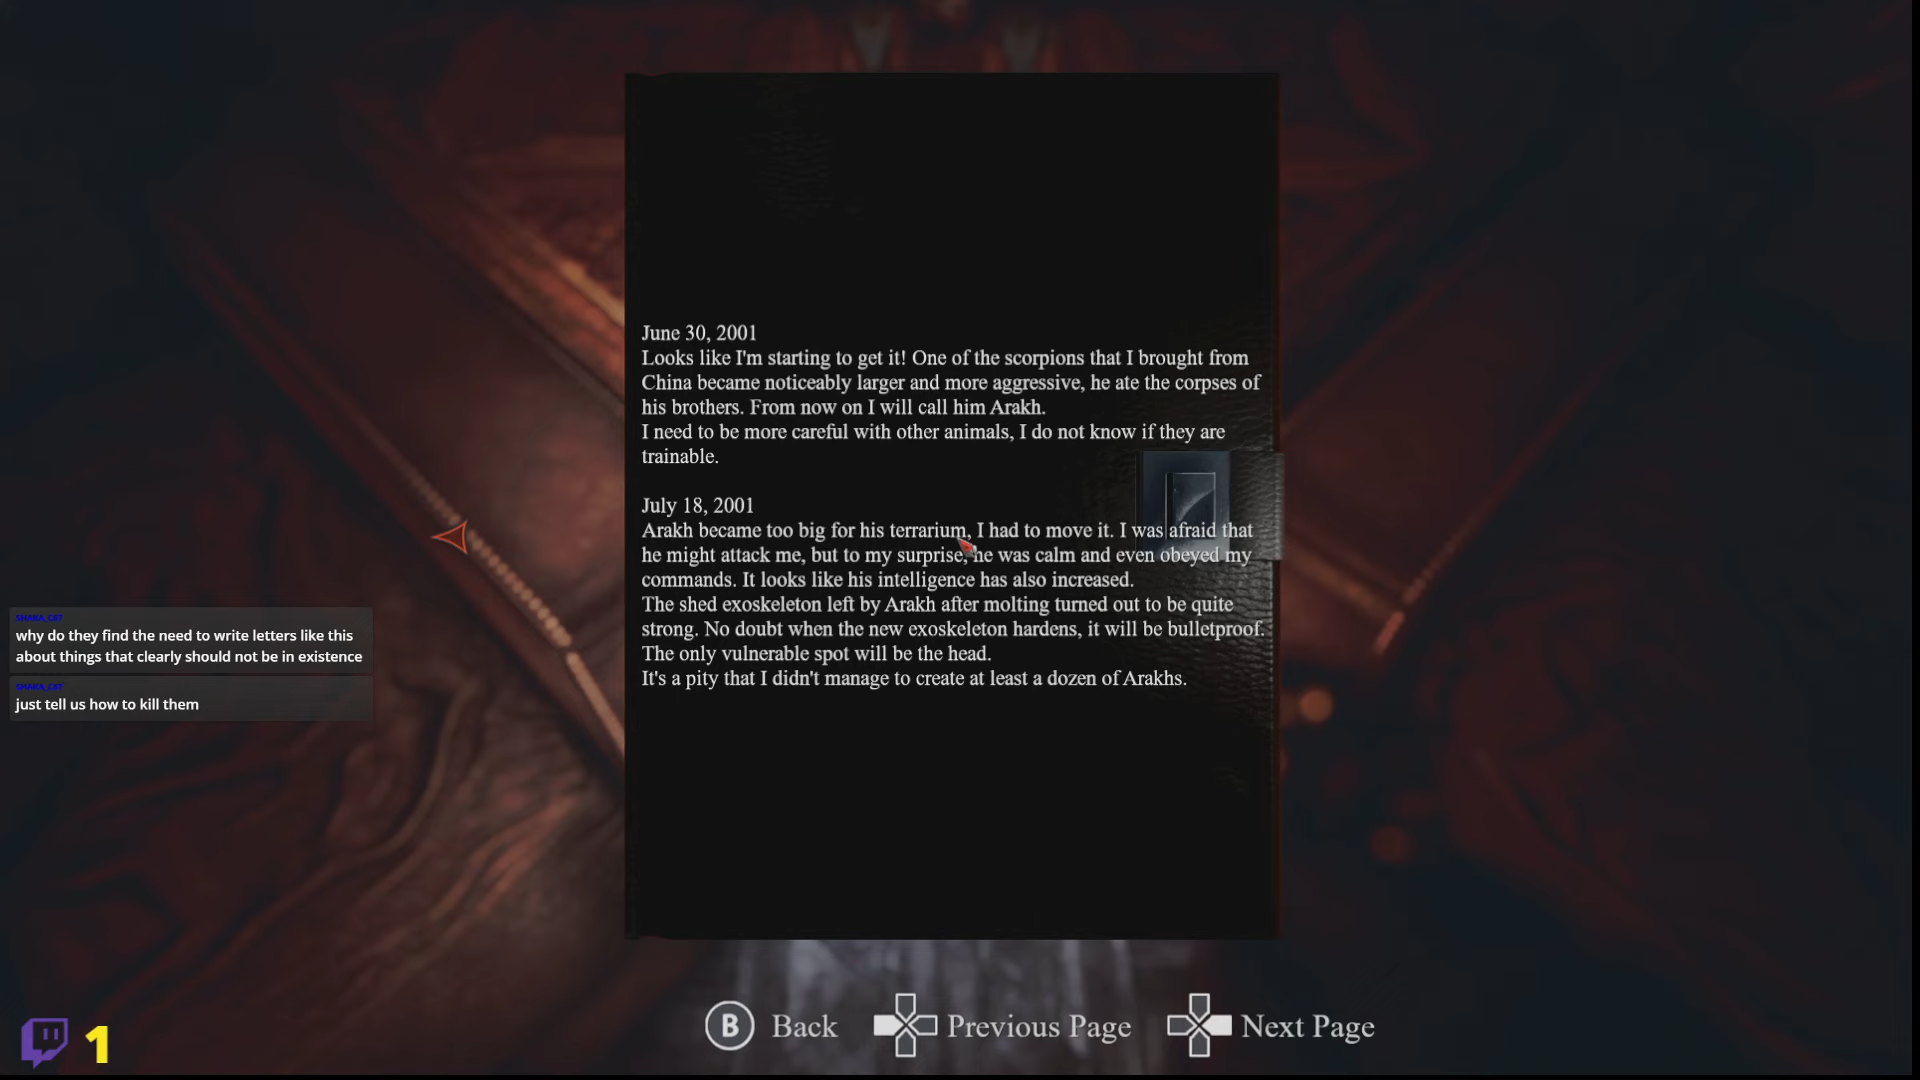 June 30, 2001
Looks like I'm starting to get it! One of the scorpions that I brought from
China became noticeably larger and more aggressive, he ate the corpses of
his brothers. From now on I will call him Arakh.
I need to be more careful with other animals, I do not know if they are
trainable.
July 18, 2001
Arakh became too big for his terrarium, I had to move it. I was afraid that
he might attack me, but to my surprise, he was calm and even obeyed my
commands. It looks like his intelligence has also increased.
The shed exoskeleton left by Arakh after molting turned out to be quite
strong. No doubt when the new exoskeleton hardens, it will be bulletproof.
The only vulnerable spot will be the head.
It's a pity that I didn't manage to create at least a dozen of Arakhs.
why do they find the need to write letters like this
about things that clearly should not be in existence
just tell us how to kill them
1
B Back Previous Page Next Page